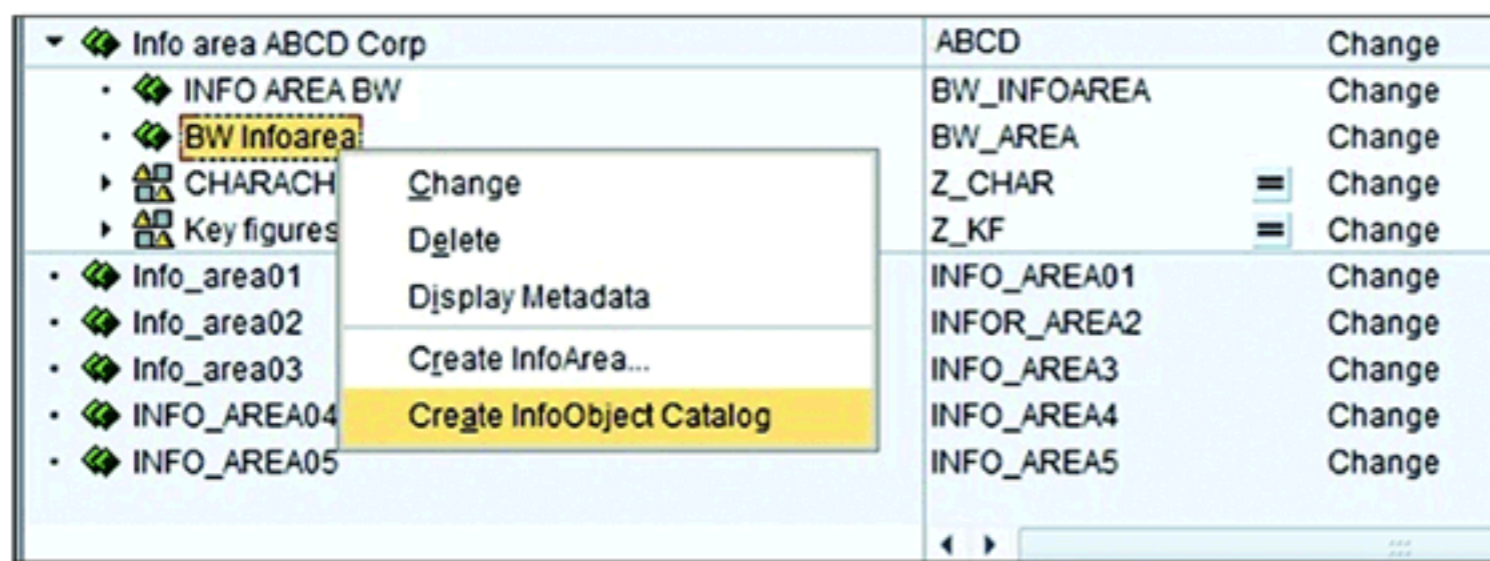 Info area ABCD Corp ABCD Change
INFO AREA BW BW_INFOAREA Change
BW Infoarea BW_AREA Change
CHARACH Z_CHAR = Change
Key figures Z_KF = Change
Info_area01 INFO_AREA01 Change
Info_area02 INFOR_AREA2 Change
Info_area03 INFO_AREA3 Change
INFO_AREA04 INFO_AREA4 Change
INFO_AREA05 INFO_AREA5 Change
Change
Delete
Display Metadata
Create InfoArea...
Create InfoObject Catalog